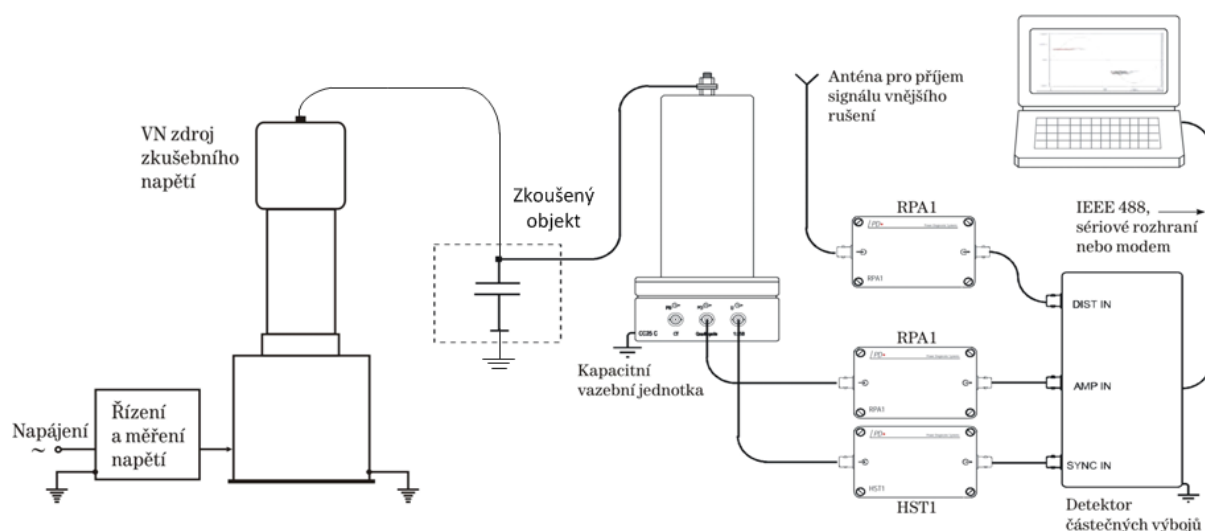 VN zdroj
zkušebního
napětí
Zkoušený
objekt
Napájení
~
Řízení
a měření
napětí
Kapacitní
vazební jednotka
CC25 C
Anténa pro příjem
signálu vnějšího
rušení
RPA1
RPA1
RPA1
RPA1
HST1
HST1
IEEE 488,
sériové rozhraní
nebo modem
DIST IN
AMP IN
SYNC IN
Detektor
částečných výbojů